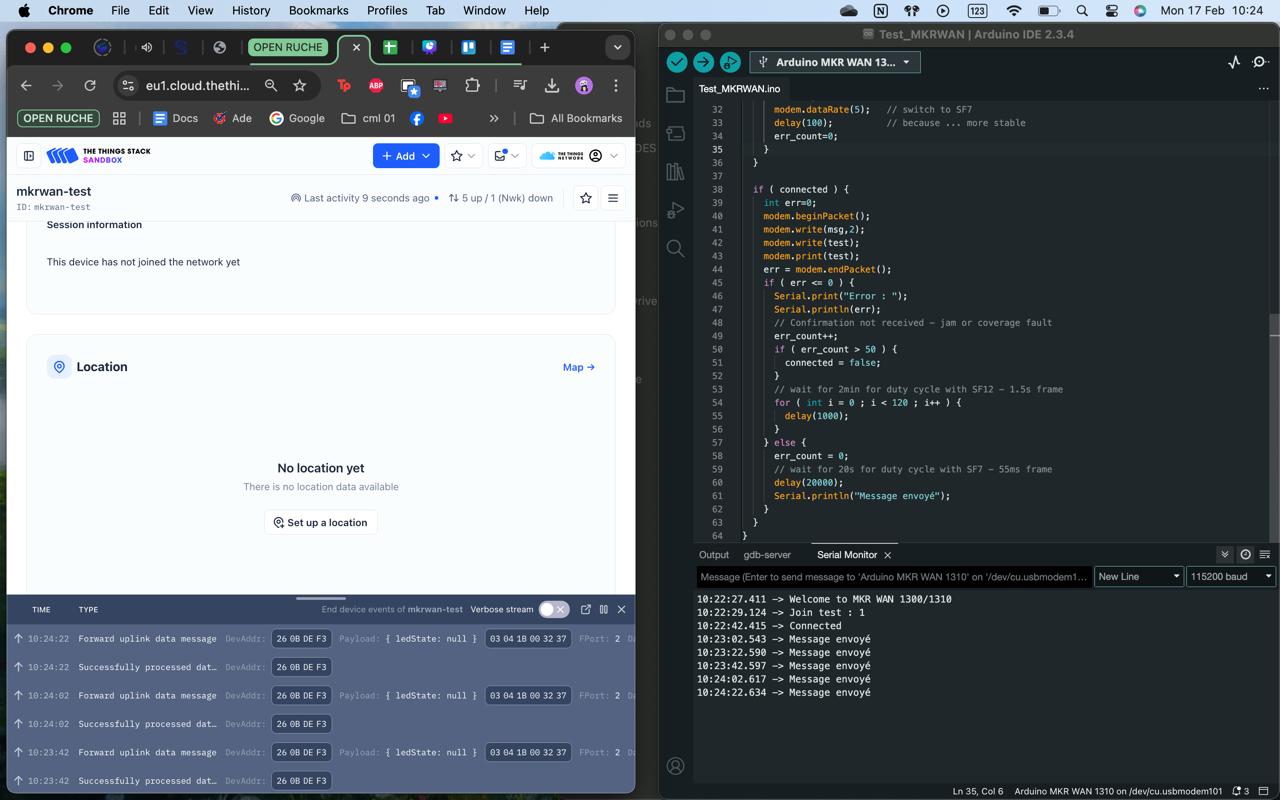 Chrome File Edit View History Bookmarks Profiles Tab Window Help 123 Mon 17 Feb 10:24
OPEN RUCHE
eu1.cloud.thethi...
ABP
OPEN RUCHE Docs Ade Google cml 01 All Bookmarks
THE THINGS STACK
SANDBOX
Add
THE THINGS
NETWORK
mkrwan-test
ID: mkrwan-test
Last activity 9 seconds ago 5 up / 1 (Nwk) down
Session information
This device has not joined the network yet
Location Map →
No location yet
There is no location data available
Set up a location
TIME TYPE End device events of mkrwan-test Verbose stream
10:24:22 Forward uplink data message DevAddr: 26 0B DE F3 Payload: { ledState: null } 03 04 1B 00 32 37 FPort: 2
10:24:22 Successfully processed dat… DevAddr: 26 0B DE F3
10:24:02 Forward uplink data message DevAddr: 26 0B DE F3 Payload: { ledState: null } 03 04 1B 00 32 37 FPort: 2
10:24:02 Successfully processed dat… DevAddr: 26 0B DE F3
10:23:42 Forward uplink data message DevAddr: 26 0B DE F3 Payload: { ledState: null } 03 04 1B 00 32 37 FPort: 2
10:23:42 Successfully processed dat… DevAddr: 26 0B DE F3
Test_MKRWAN | Arduino IDE 2.3.4
Arduino MKR WAN 13...
Test_MKRWAN.ino
32 modem.dataRate(5); // switch to SF7
33 delay(100); // because ... more stable
34 err_count=0;
35 }
36 }
37
38 if ( connected ) {
39 int err=0;
40 modem.beginPacket();
41 modem.write(msg,2);
42 modem.write(test);
43 modem.print(test);
44 err = modem.endPacket();
45 if ( err <= 0 ) {
46 Serial.print("Error : ");
47 Serial.println(err);
48 // Confirmation not received - jam or coverage fault
49 err_count++;
50 if ( err_count > 50 ) {
51 connected = false;
52 }
53 // wait for 2min for duty cycle with SF12 - 1.5s frame
54 for ( int i = 0 ; i < 120 ; i++ ) {
55 delay(1000);
56 }
57 } else {
58 err_count = 0;
59 // wait for 20s for duty cycle with SF7 - 55ms frame
60 delay(20000);
61 Serial.println("Message envoyé");
62 }
63 }
64 }
Output gdb-server Serial Monitor
Message (Enter to send message to 'Arduino MKR WAN 1310' on '/dev/cu.usbmodem1... New Line 115200 baud
10:22:27.411 -> Welcome to MKR WAN 1300/1310
10:22:29.124 -> Join test : 1
10:22:42.415 -> Connected
10:23:02.543 -> Message envoyé
10:23:22.590 -> Message envoyé
10:23:42.597 -> Message envoyé
10:24:02.617 -> Message envoyé
10:24:22.634 -> Message envoyé
Ln 35, Col 6 Arduino MKR WAN 1310 on /dev/cu.usbmodem101 3